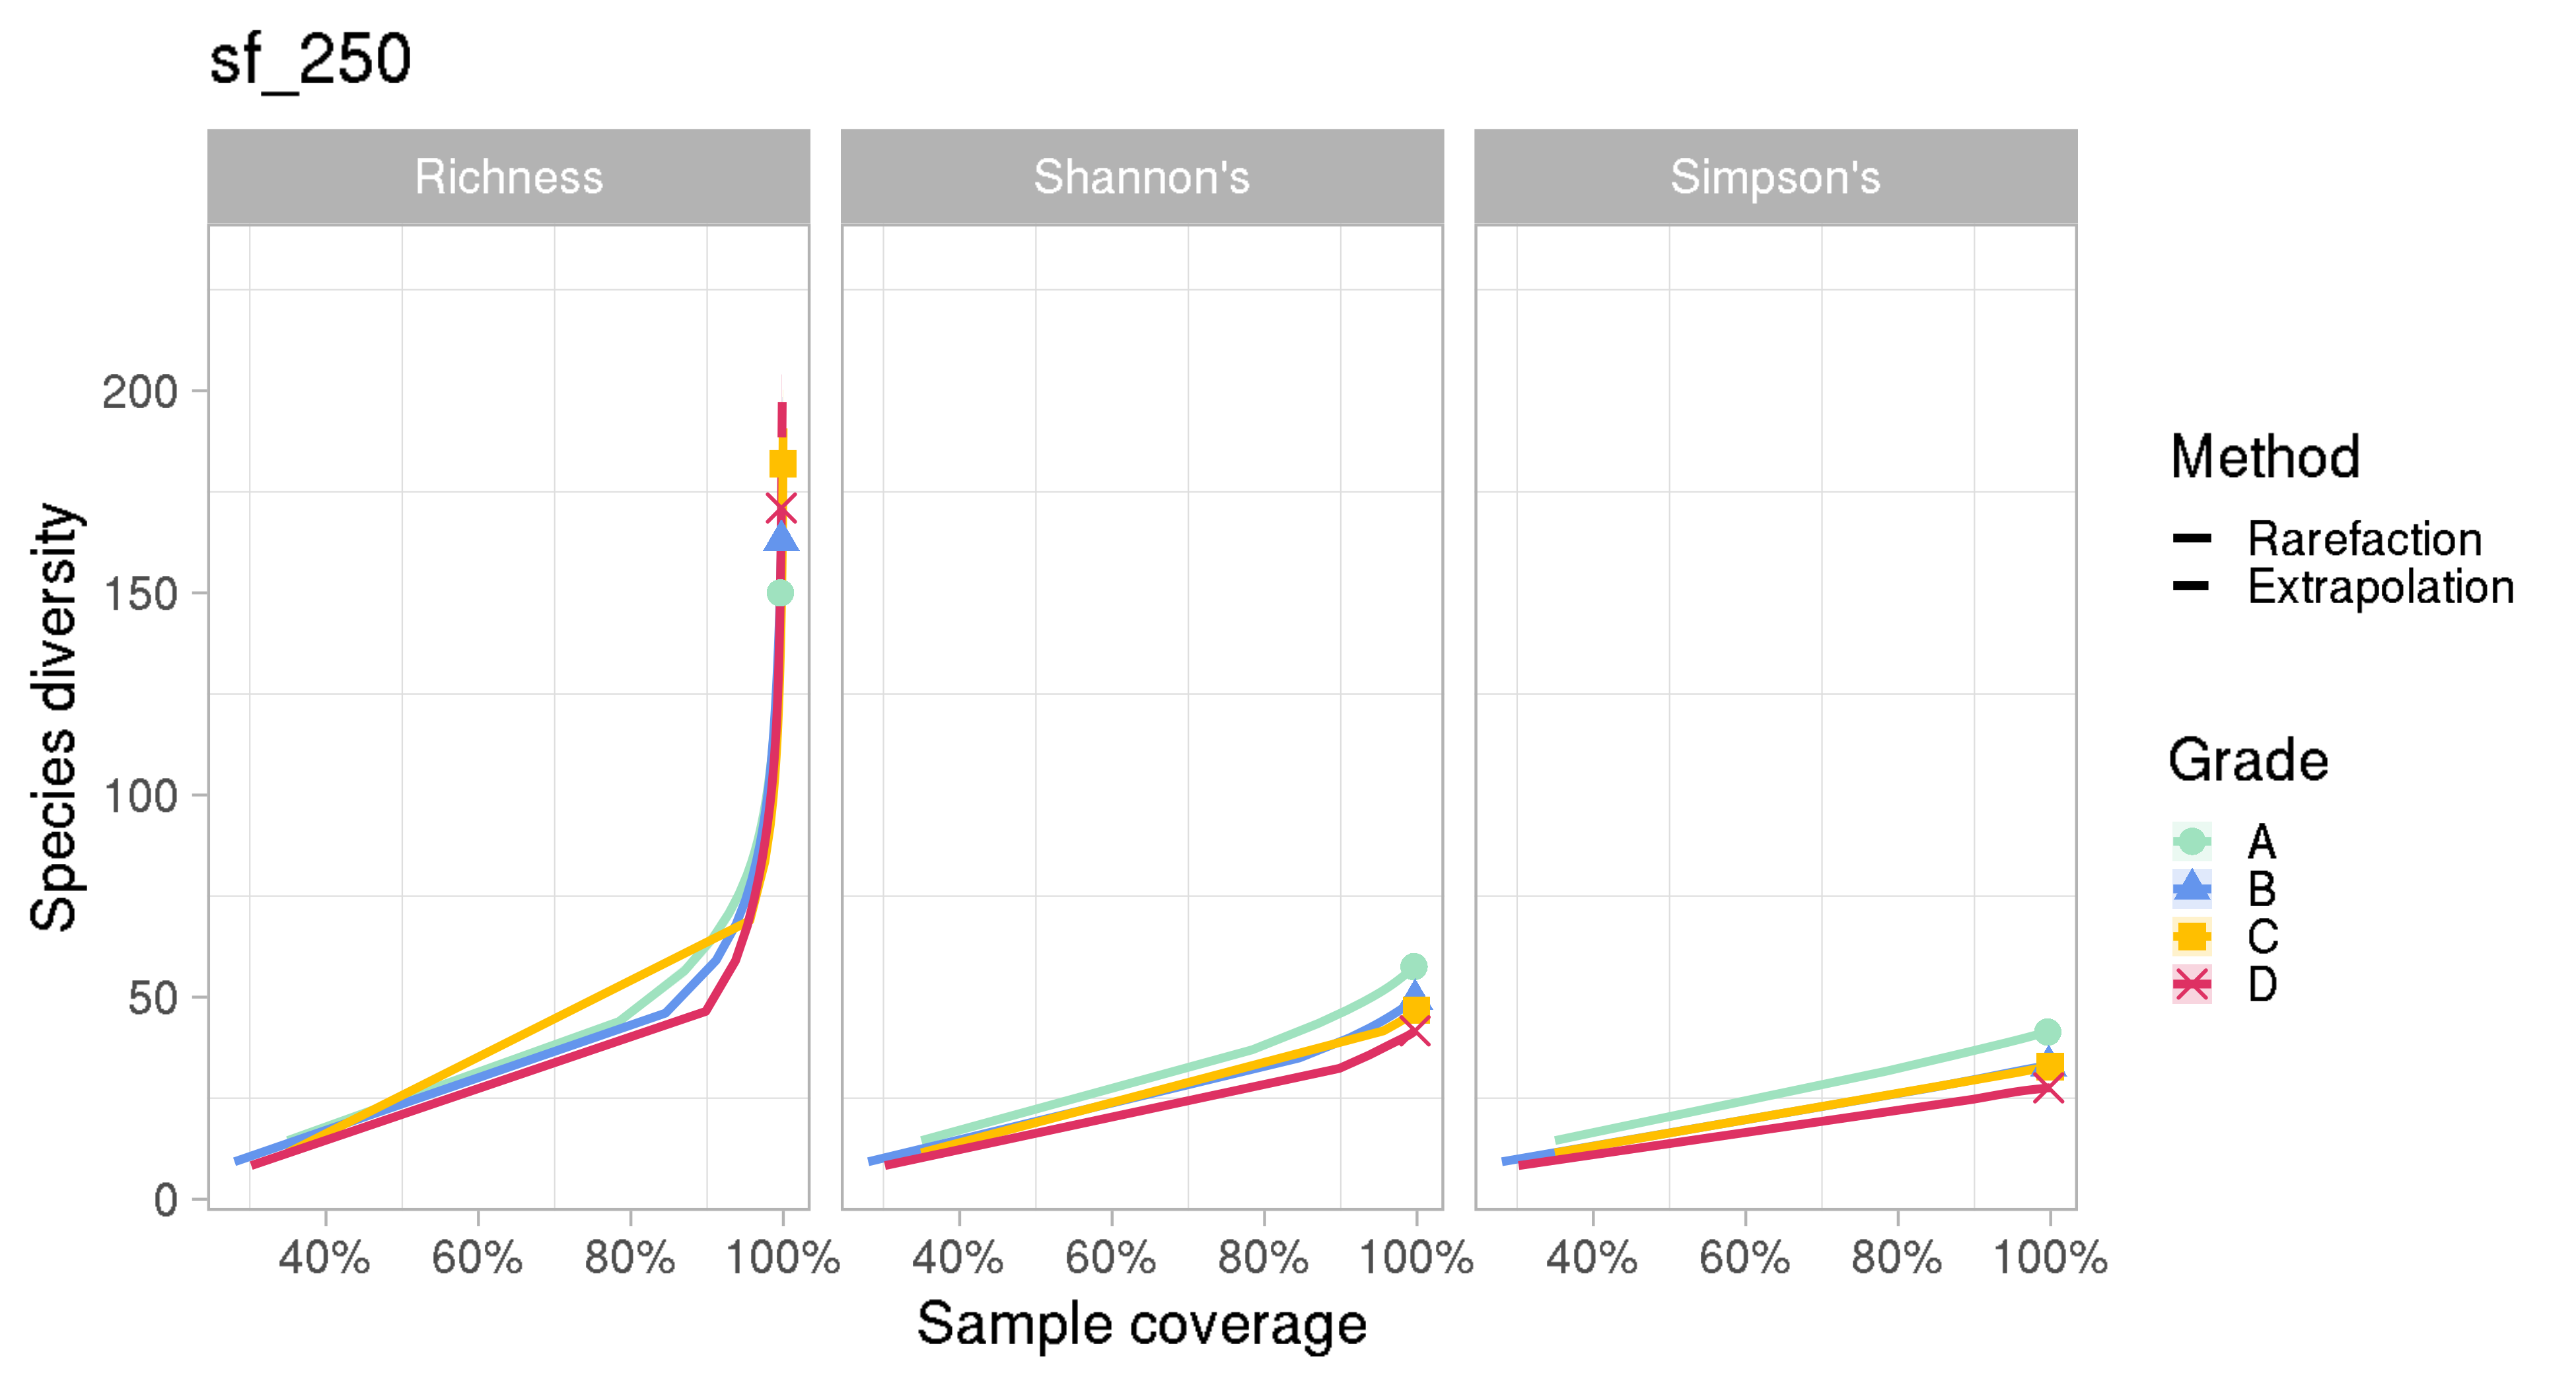 sf_250
Richness
Shannon's
Simpson's
Species diversity
200
150
100
50
0
40% 60% 80% 100%
40% 60% 80% 100%
40% 60% 80% 100%
Sample coverage
Method
Rarefaction
Extrapolation
Grade
A
B
C
D